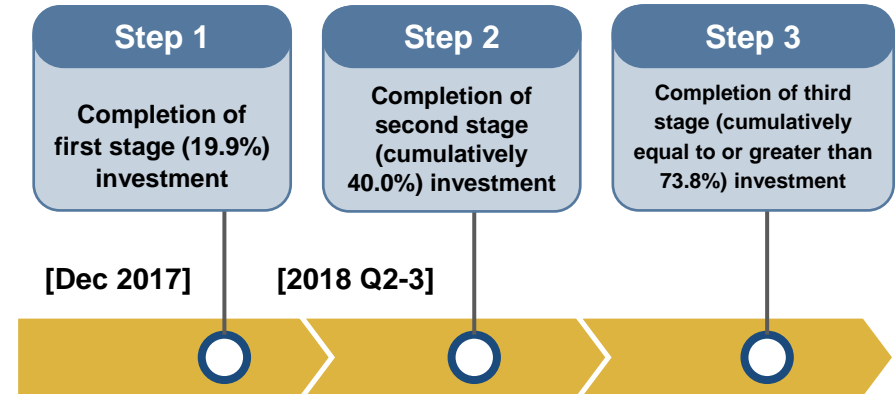 Step 1
Completion of
first stage (19.9%)
investment
Step 2
Completion of
second stage
(cumulatively
40.0%) investment
Step 3
Completion of third
stage (cumulatively
equal to or greater than
73.8%) investment
[Dec 2017]
[2018 Q2-3]